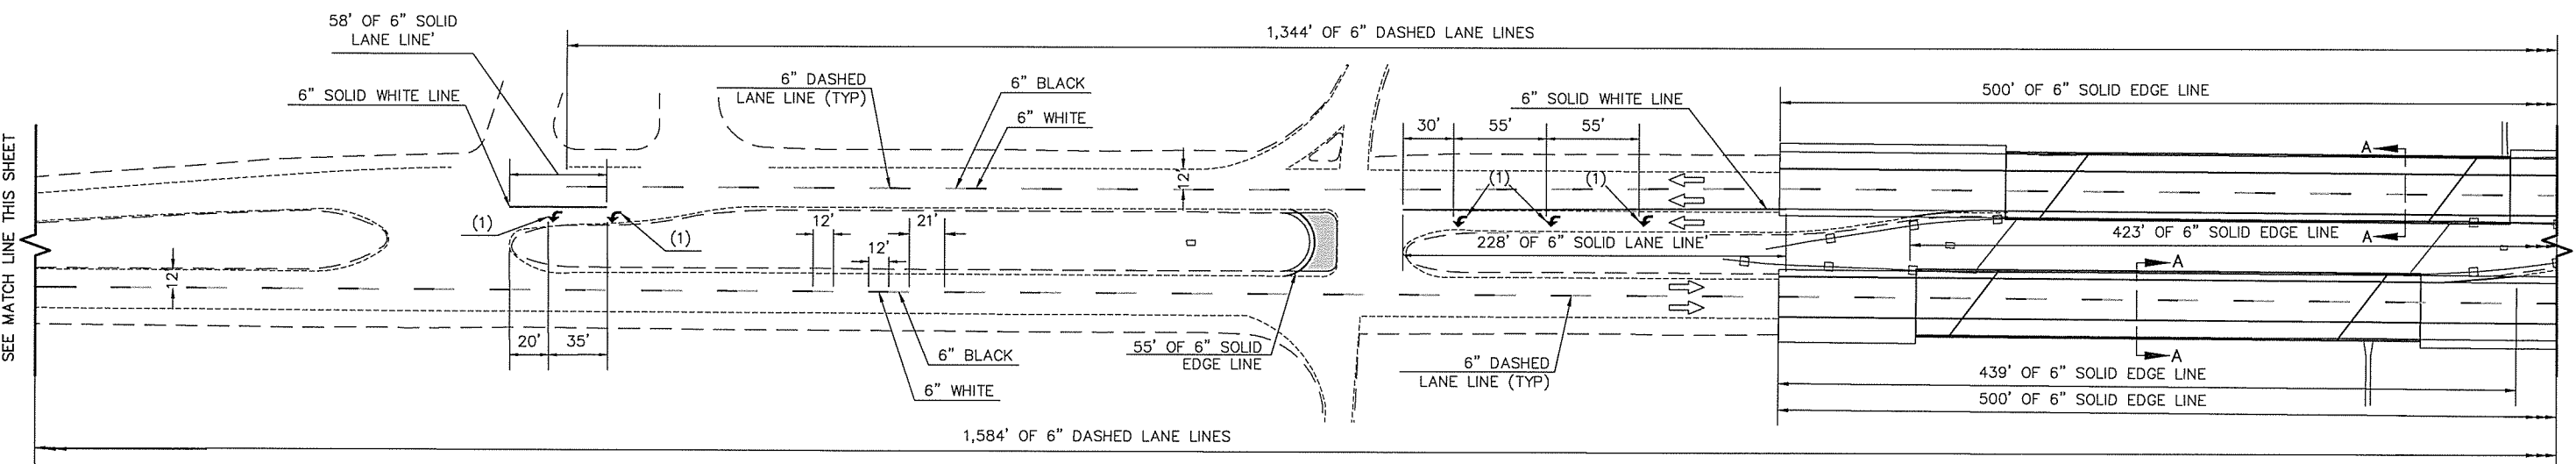 SEE MATCH LINE THIS SHEET
58' OF 6" SOLID
LANE LINE'
1,344' OF 6" DASHED LANE LINES
6" SOLID WHITE LINE
6" DASHED
LANE LINE (TYP)
6" BLACK
6" WHITE
6" SOLID WHITE LINE
500' OF 6" SOLID EDGE LINE
30'
55'
55'
12'
(1)
(1)
A
A
(1)
(1)
12'
21'
12'
228' OF 6" SOLID LANE LINE'
423' OF 6" SOLID EDGE LINE
12'
A
A
20'
35'
6" BLACK
6" WHITE
55' OF 6" SOLID
EDGE LINE
6" DASHED
LANE LINE (TYP)
439' OF 6" SOLID EDGE LINE
500' OF 6" SOLID EDGE LINE
1,584' OF 6" DASHED LANE LINES